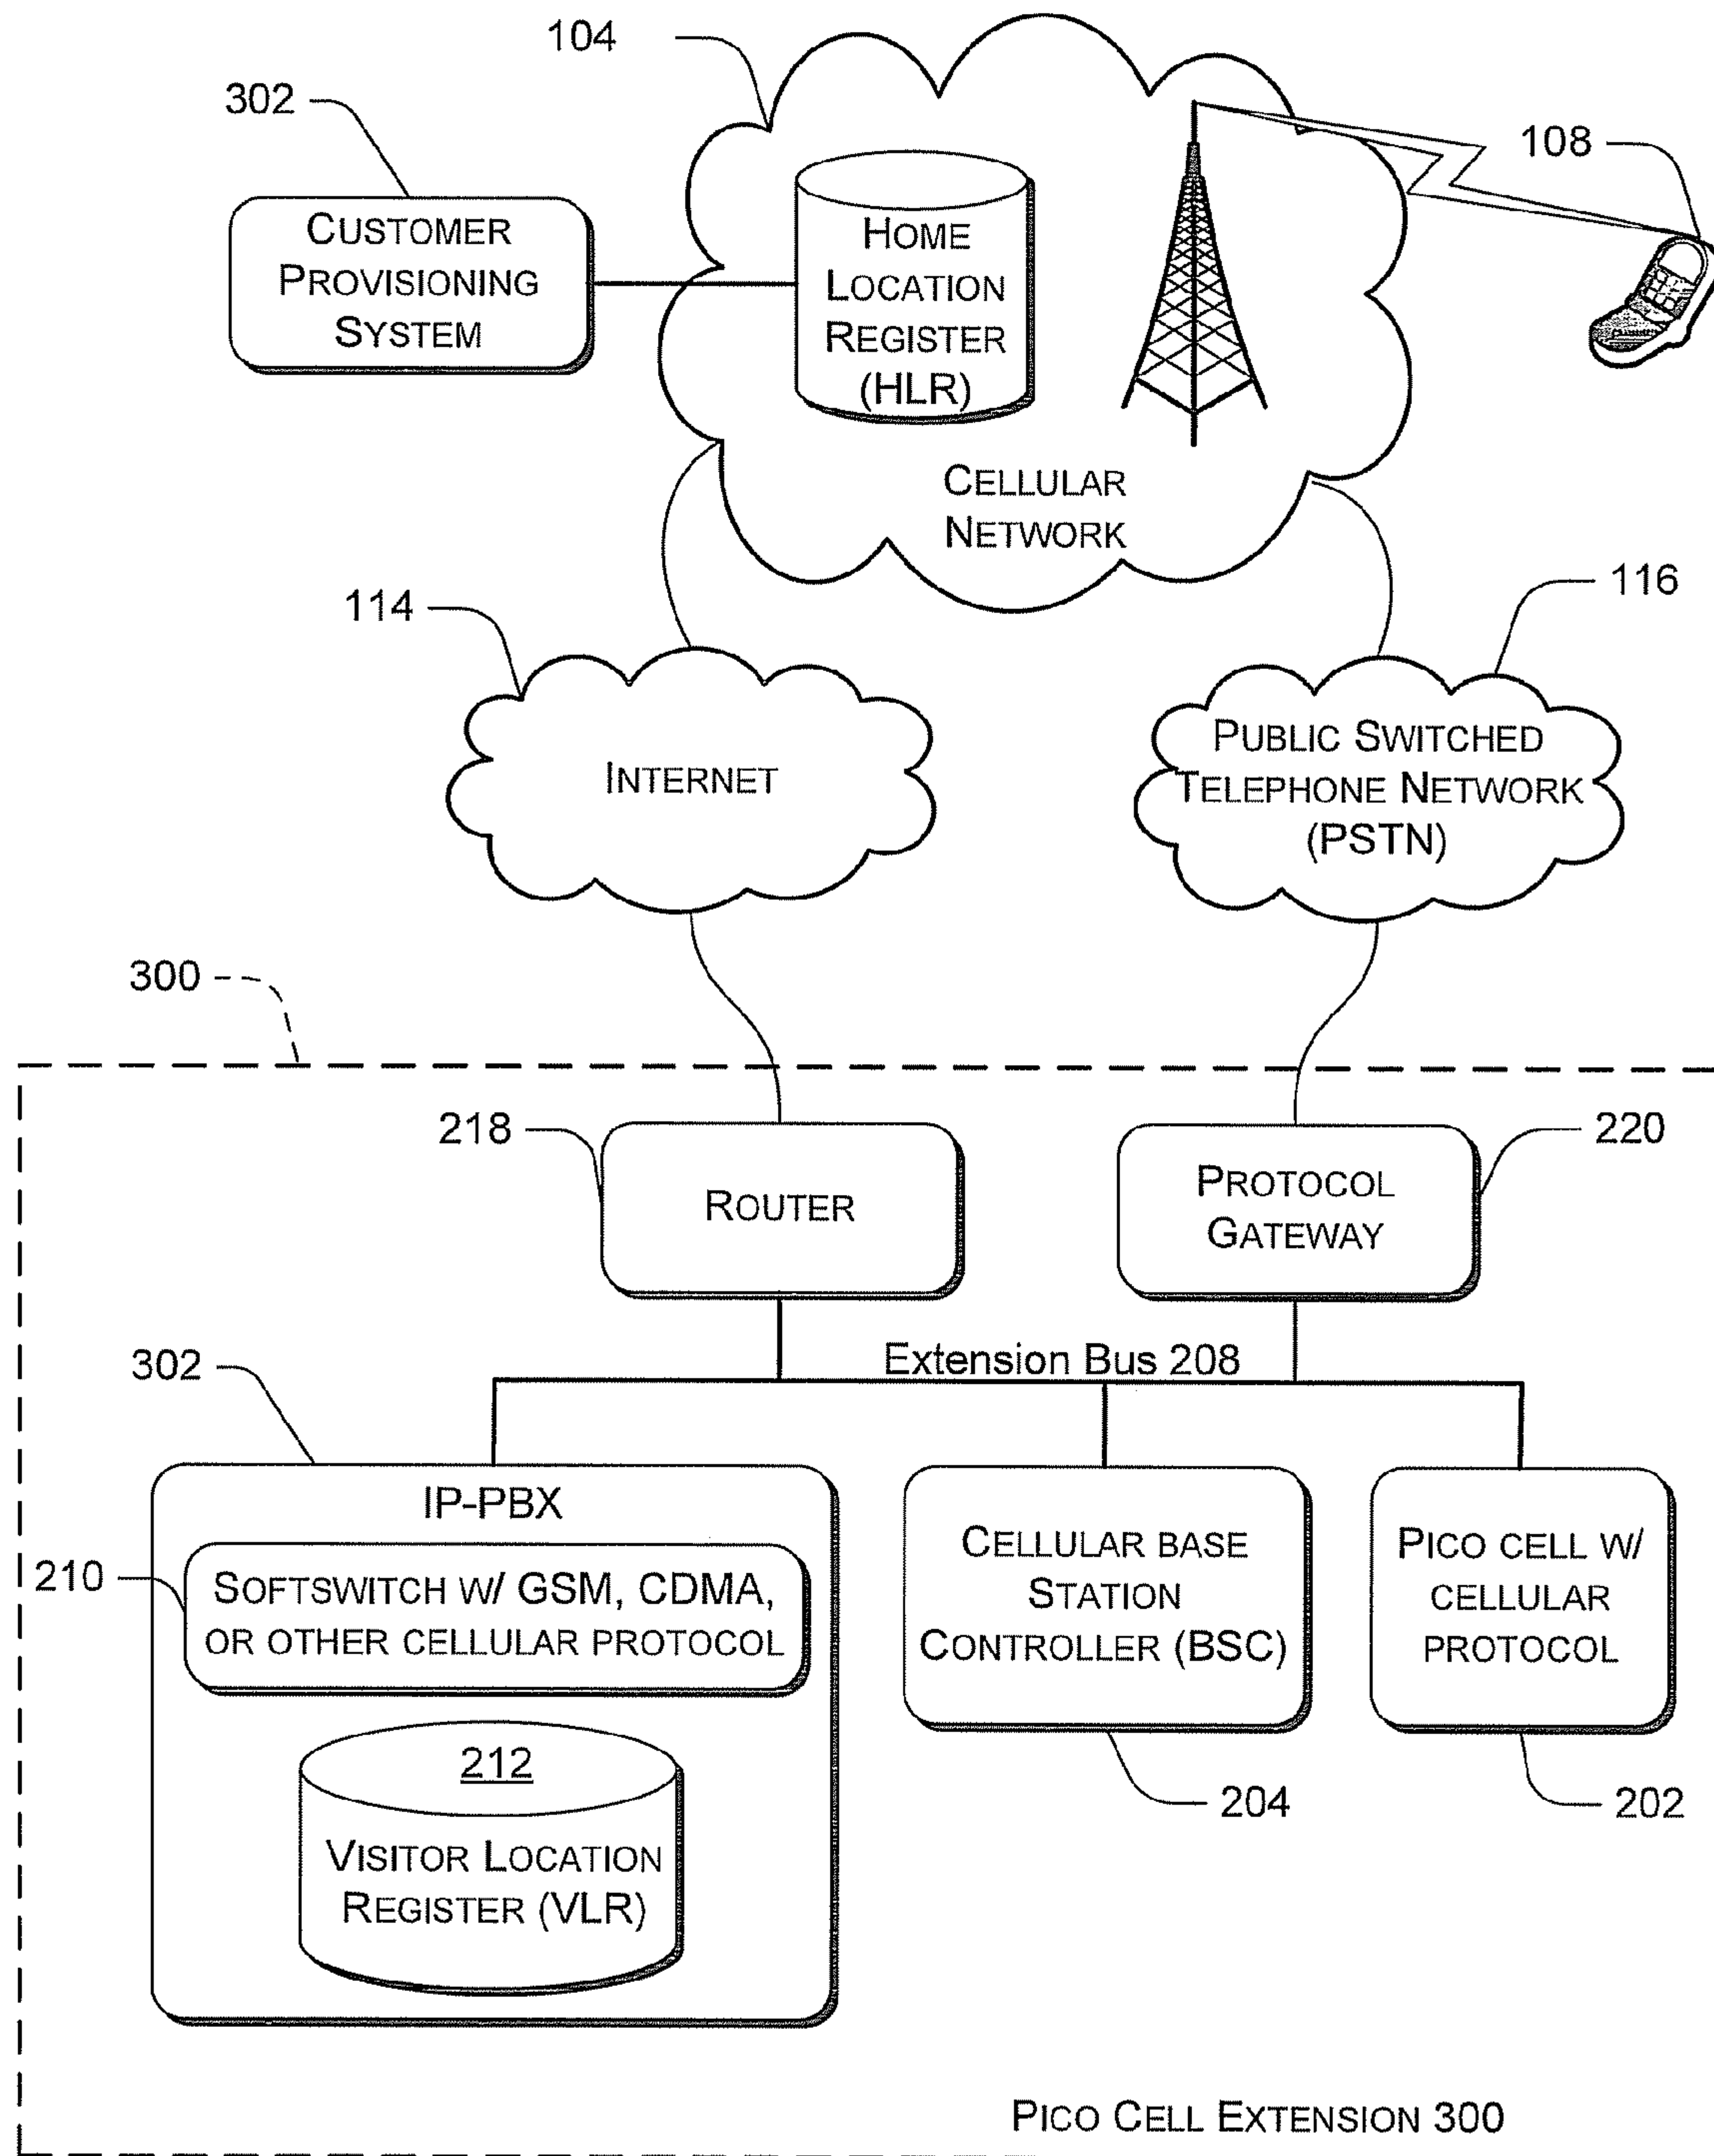 104
302
108
CUSTOMER
PROVISIONING
SYSTEM
HOME
LOCATION
REGISTER
(HLR)
CELLULAR
NETWORK
114
116
INTERNET
PUBLIC SWITCHED
TELEPHONE NETWORK
(PSTN)
300
218
220
ROUTER
PROTOCOL
GATEWAY
302
Extension Bus 208
IP-PBX
210
SOFTSWITCH W/ GSM, CDMA,
OR OTHER CELLULAR PROTOCOL
CELLULAR BASE
STATION
CONTROLLER (BSC)
PICO CELL W/
CELLULAR
PROTOCOL
212
VISITOR LOCATION
REGISTER (VLR)
204
202
PICO CELL EXTENSION 300